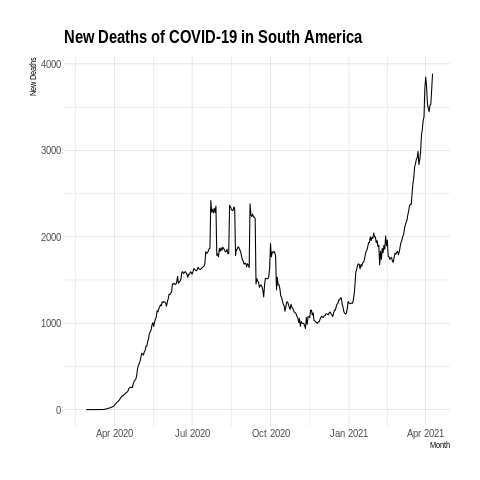 New Deaths of COVID-19 in South America
New Deaths
4000
3000
2000
1000
0
Apr 2020 Jul 2020 Oct 2020 Jan 2021 Apr 2021
Month